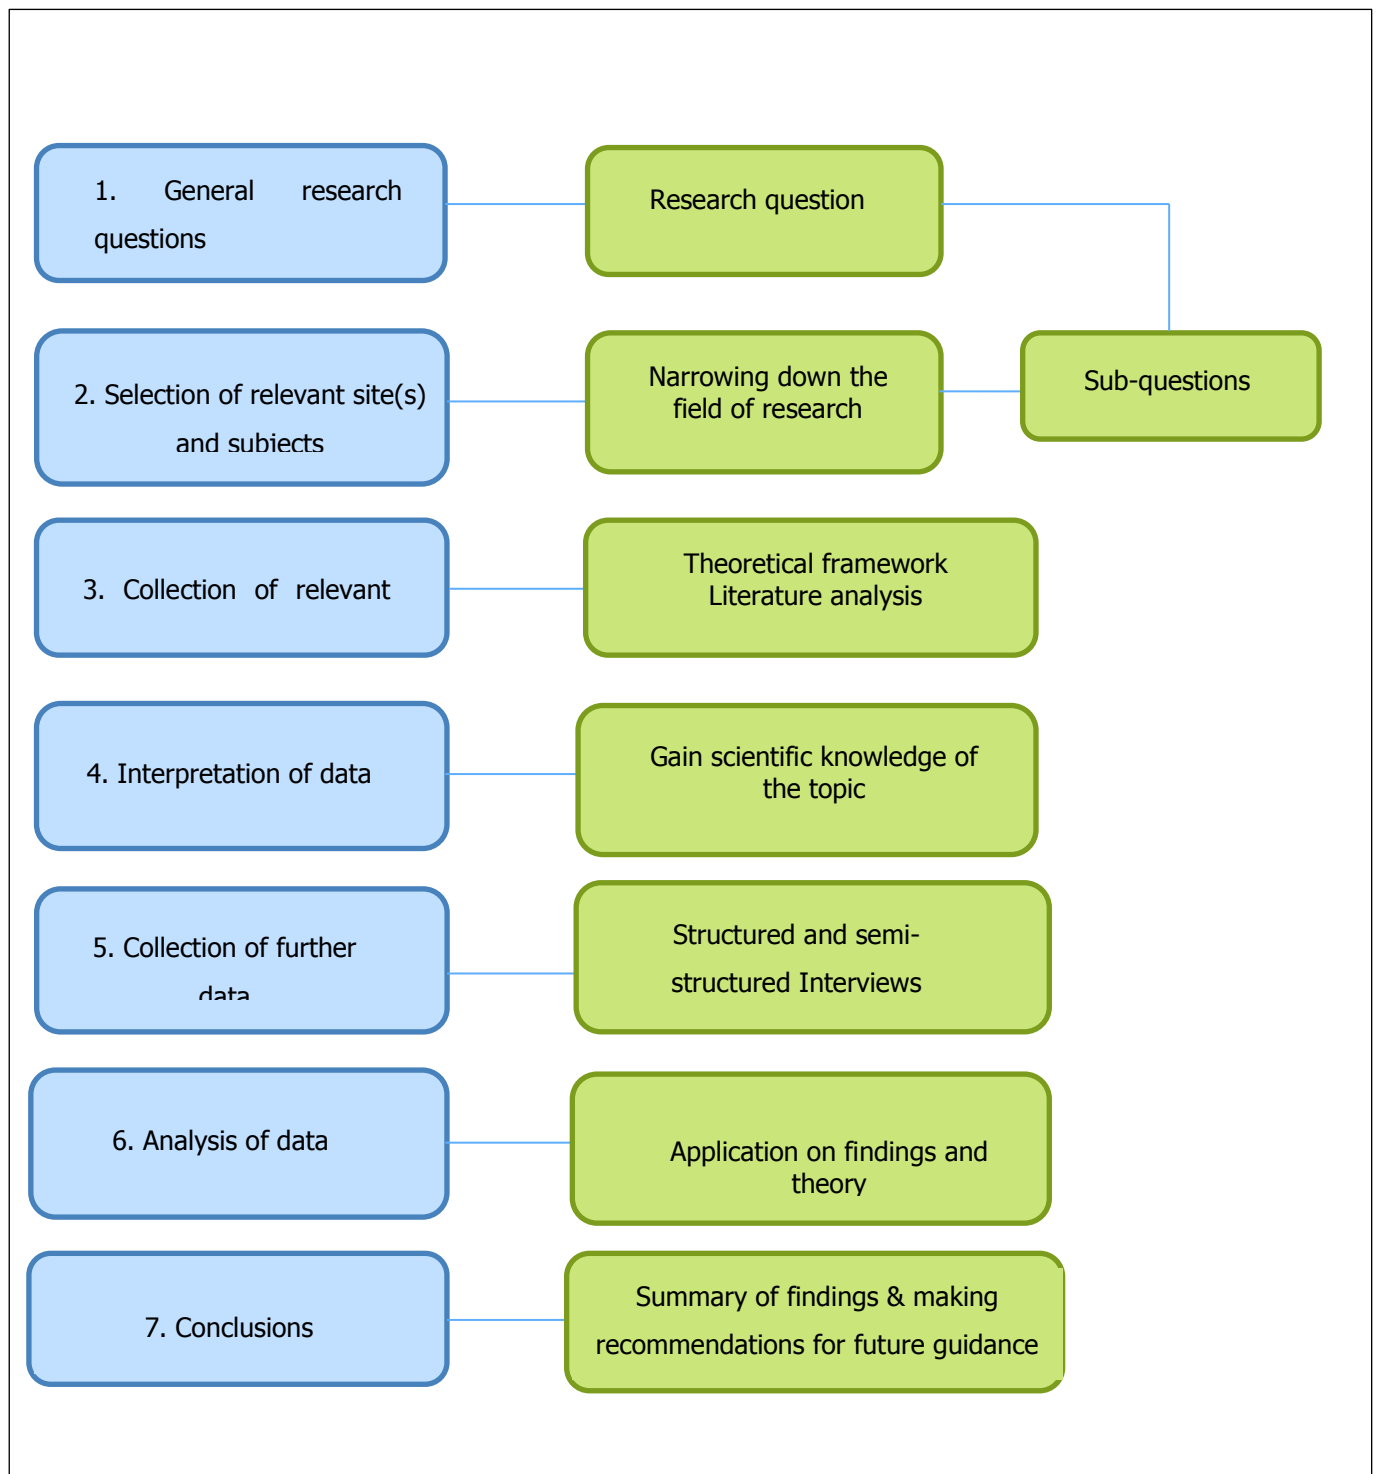 1. General research
questions
Research question
2. Selection of relevant site(s)
and subjects
Narrowing down the
field of research
Sub-questions
3. Collection of relevant
Theoretical framework
Literature analysis
4. Interpretation of data
Gain scientific knowledge of
the topic
5. Collection of further
data
Structured and semi-
structured Interviews
6. Analysis of data
Application on findings and
theory
7. Conclusions
Summary of findings & making
recommendations for future guidance